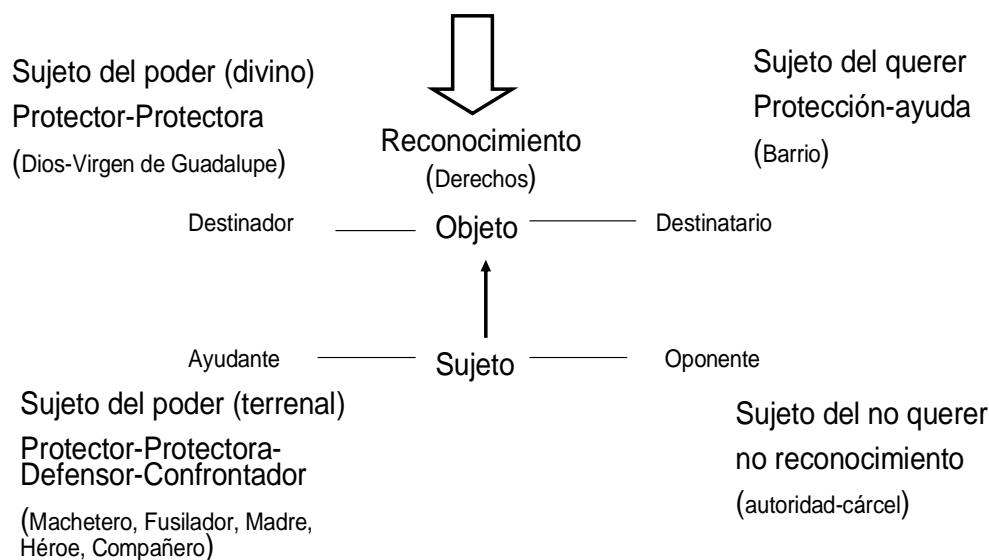 Sujeto del poder (divino)
Protector-Protectora
(Dios-Virgen de Guadalupe)
Reconocimiento
(Derechos)
Sujeto del querer
Protección-ayuda
(Barrio)
Destinador
Objeto
Destinatario
Ayudante
Sujeto
Oponente
Sujeto del poder (terrenal)
Protector-Protectora-
Defensor-Confrontador
(Machetero, Fusilador, Madre,
Héroe, Compañero)
Sujeto del no querer
no reconocimiento
(autoridad-cárcel)